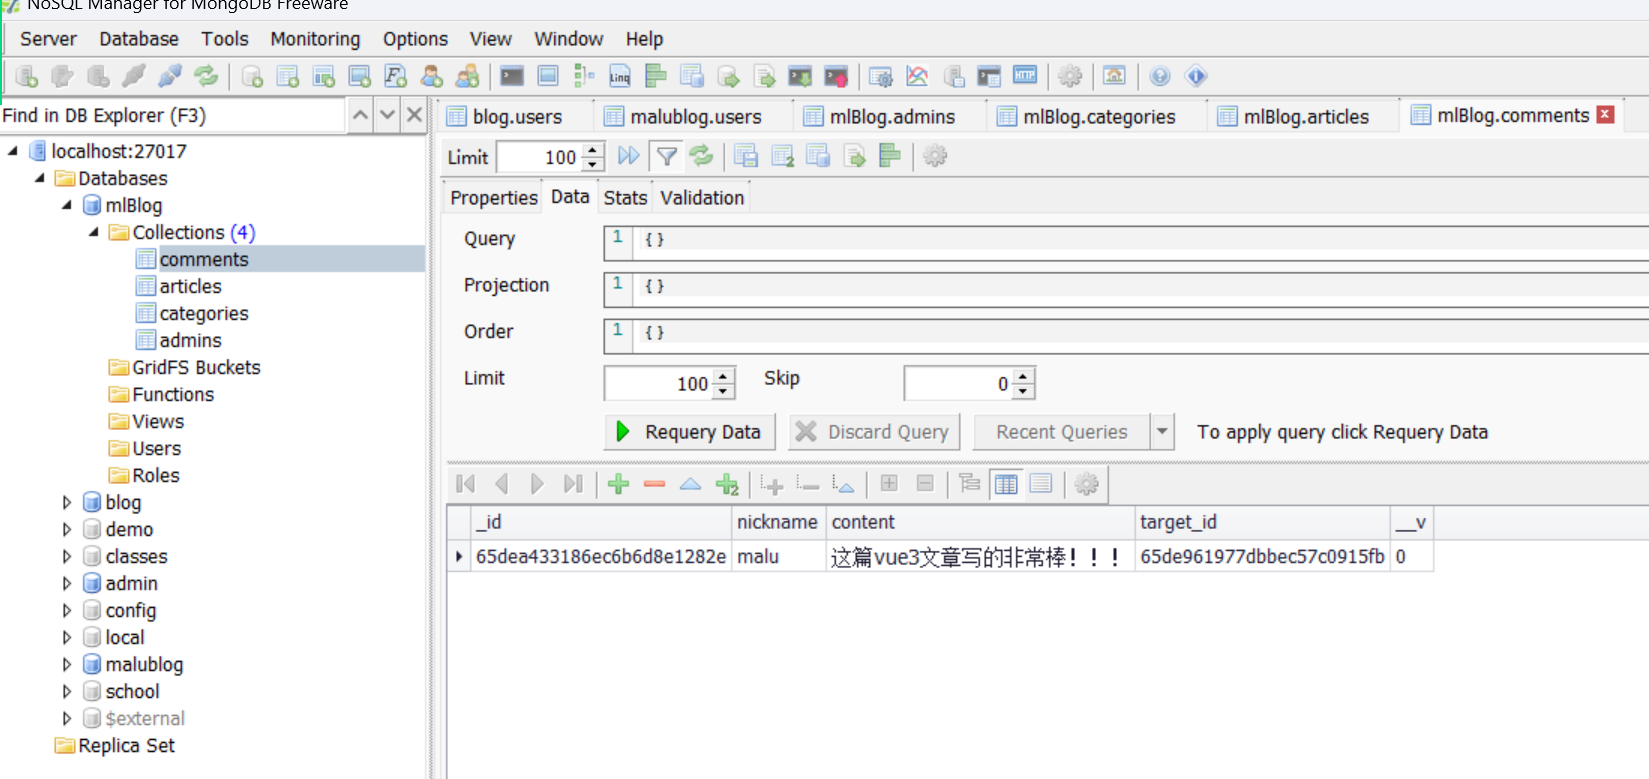 NoSQL Manager for MongoDB Freeware
Server Database Tools Monitoring Options View Window Help
Linq
HTTP
Find in DB Explorer (F3)
blog.users malublog.users mlBlog.admins mlBlog.categories mlBlog.articles mlBlog.comments
localhost:27017
Databases
mlBlog
Collections (4)
comments
articles
categories
admins
GridFS Buckets
Functions
Views
Users
Roles
blog
demo
classes
admin
config
local
malublog
school
$external
Replica Set
Limit 100
Properties Data Stats Validation
Query 1 {}
Projection 1 {}
Order 1 {}
Limit 100 Skip 0
Requery Data Discard Query Recent Queries To apply query click Requery Data
_id nickname content target_id __v
65dea433186ec6b6d8e1282e malu 这篇vue3文章写的非常棒！！！ 65de961977dbbec57c0915fb 0